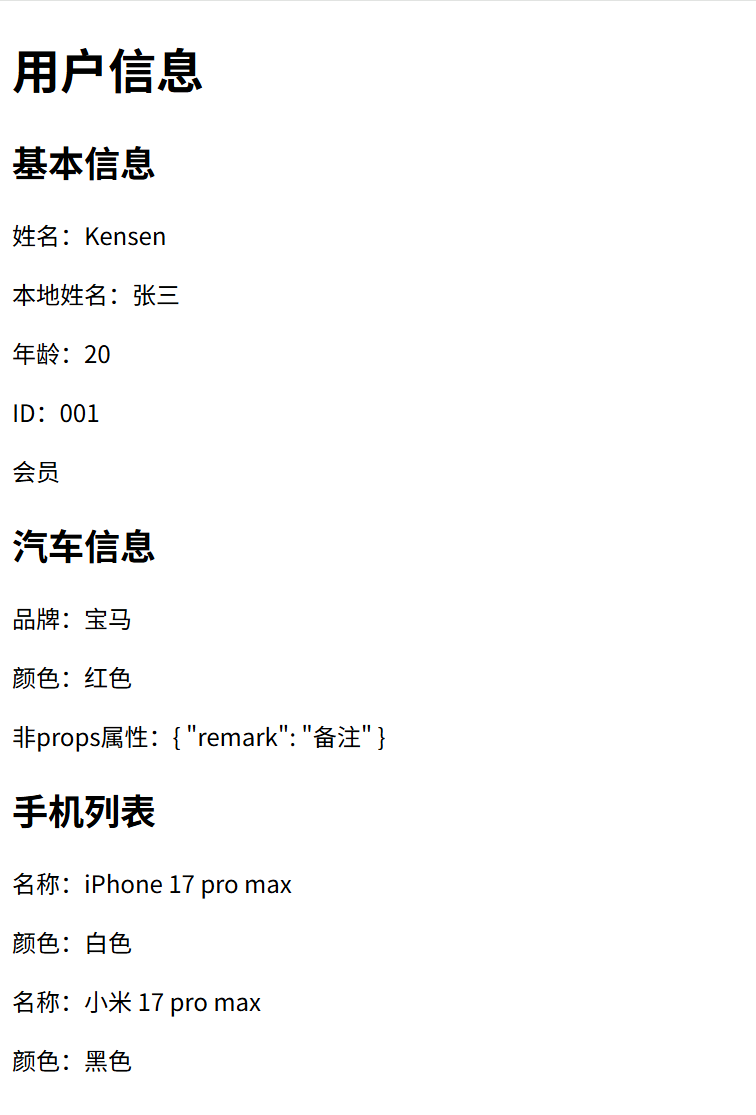 用户信息
基本信息
姓名：Kensen
本地姓名：张三
年龄：20
ID：001
会员
汽车信息
品牌：宝马
颜色：红色
非props属性：{ "remark": "备注" }
手机列表
名称：iPhone 17 pro max
颜色：白色
名称：小米 17 pro max
颜色：黑色